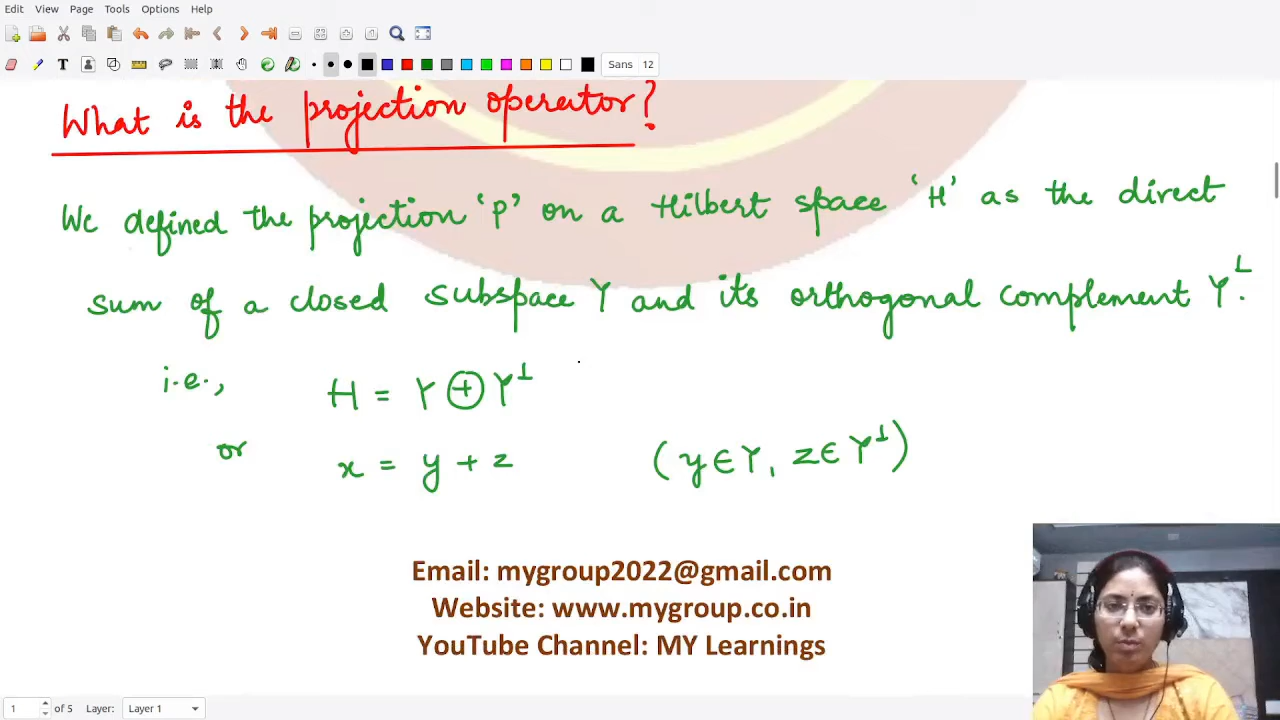 Edit View Page Tools Options Help
Sans 12
What is the projection operator?
We defined the projection 'P' on a Hilbert space 'H' as the direct
sum of a closed subspace Y and its orthogonal complement Y⊥.
i.e., H = Y ⊕ Y⊥
or x = y + z (y∈Y, z∈Y⊥)
Email: mygroup2022@gmail.com
Website: www.mygroup.co.in
YouTube Channel: MY Learnings
1 of 5 Layer: Layer 1